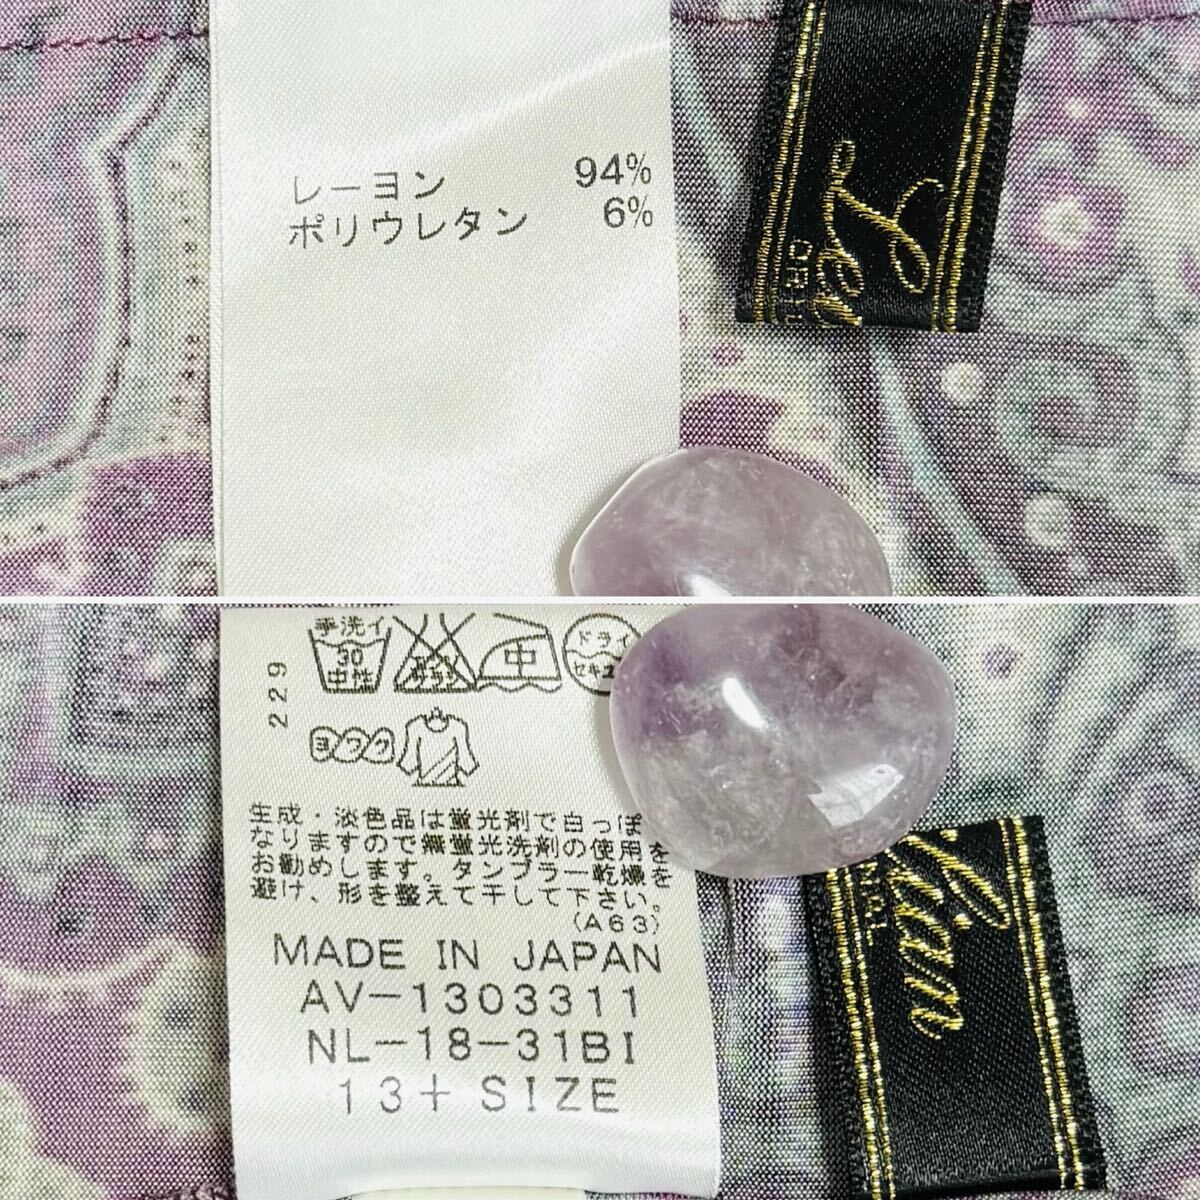 レーヨン 94%
ポリウレタン 6%
手洗イ
30
中性
中
ドライ
229
ヨワク
生成・淡色品は蛍光剤で白っぽく
なりますので無蛍光洗剤の使用を
お勧めします。タンブラー乾燥を
避け、形を整えて干して下さい。
(A63)
MADE IN JAPAN
AV-1303311
NL-18-31BI
13+ SIZE